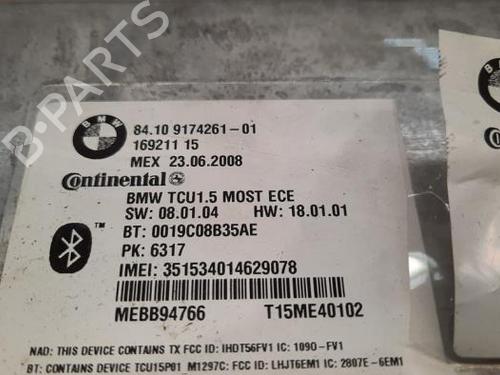 BMW
84.10 9174261-01
169211 15
MEX 23.06.2008
Continental
BMW TCU1.5 MOST ECE
SW: 08.01.04 HW: 18.01.01
BT: 0019C08B35AE
PK: 6317
IMEI: 351534014629078
MEBB94766 T15ME40102
NAD: THIS DEVICE CONTAINS TX FCC ID: IHDT56FV1 IC: 1090-FV1
BT: CONTAINS DEVICE TCU15P01 M1297C: FCC ID: LHJT6EM1 IC: 2807E-6EM1